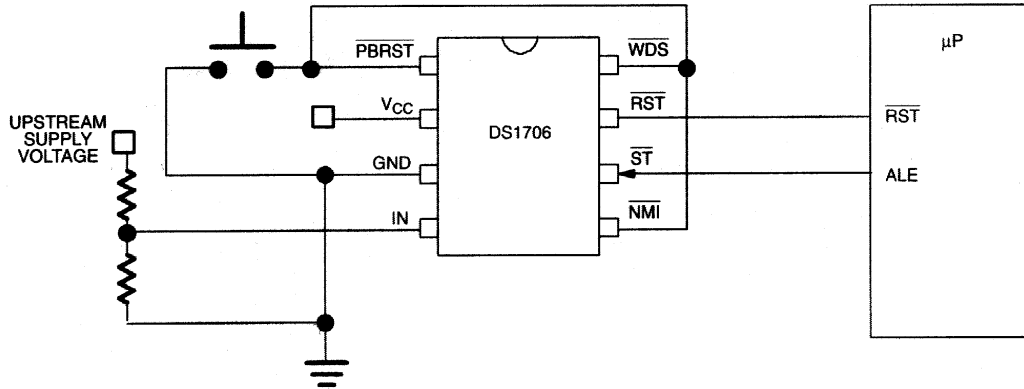 PBRST
VCC
GND
IN
DS1706
WDS
RST
ST
NMI
µP
RST
ALE
UPSTREAM
SUPPLY
VOLTAGE